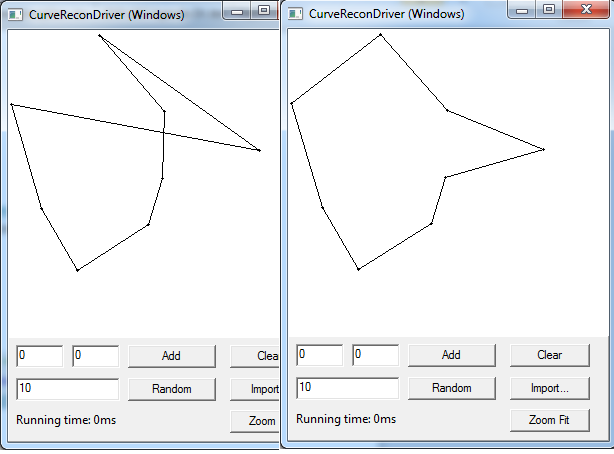 CurveReconDriver (Windows)
0 0 Add Clea
10 Random Import
Running time: 0ms Zoom
CurveReconDriver (Windows)
0 0 Add Clear
10 Random Import...
Running time: 0ms Zoom Fit